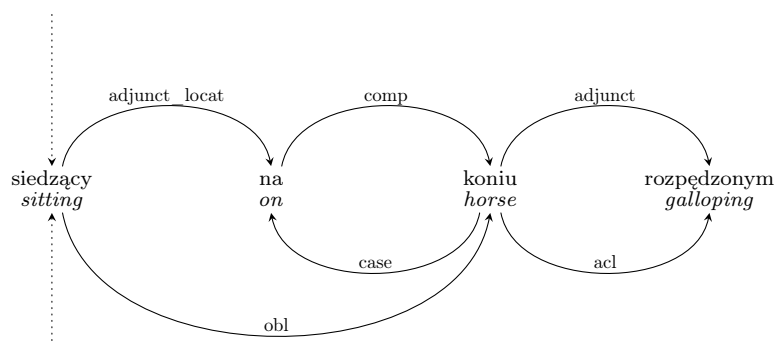 adjunct_locat comp adjunct
siedzący na koniu rozpędzonym
sitting on horse galloping
case acl
obl